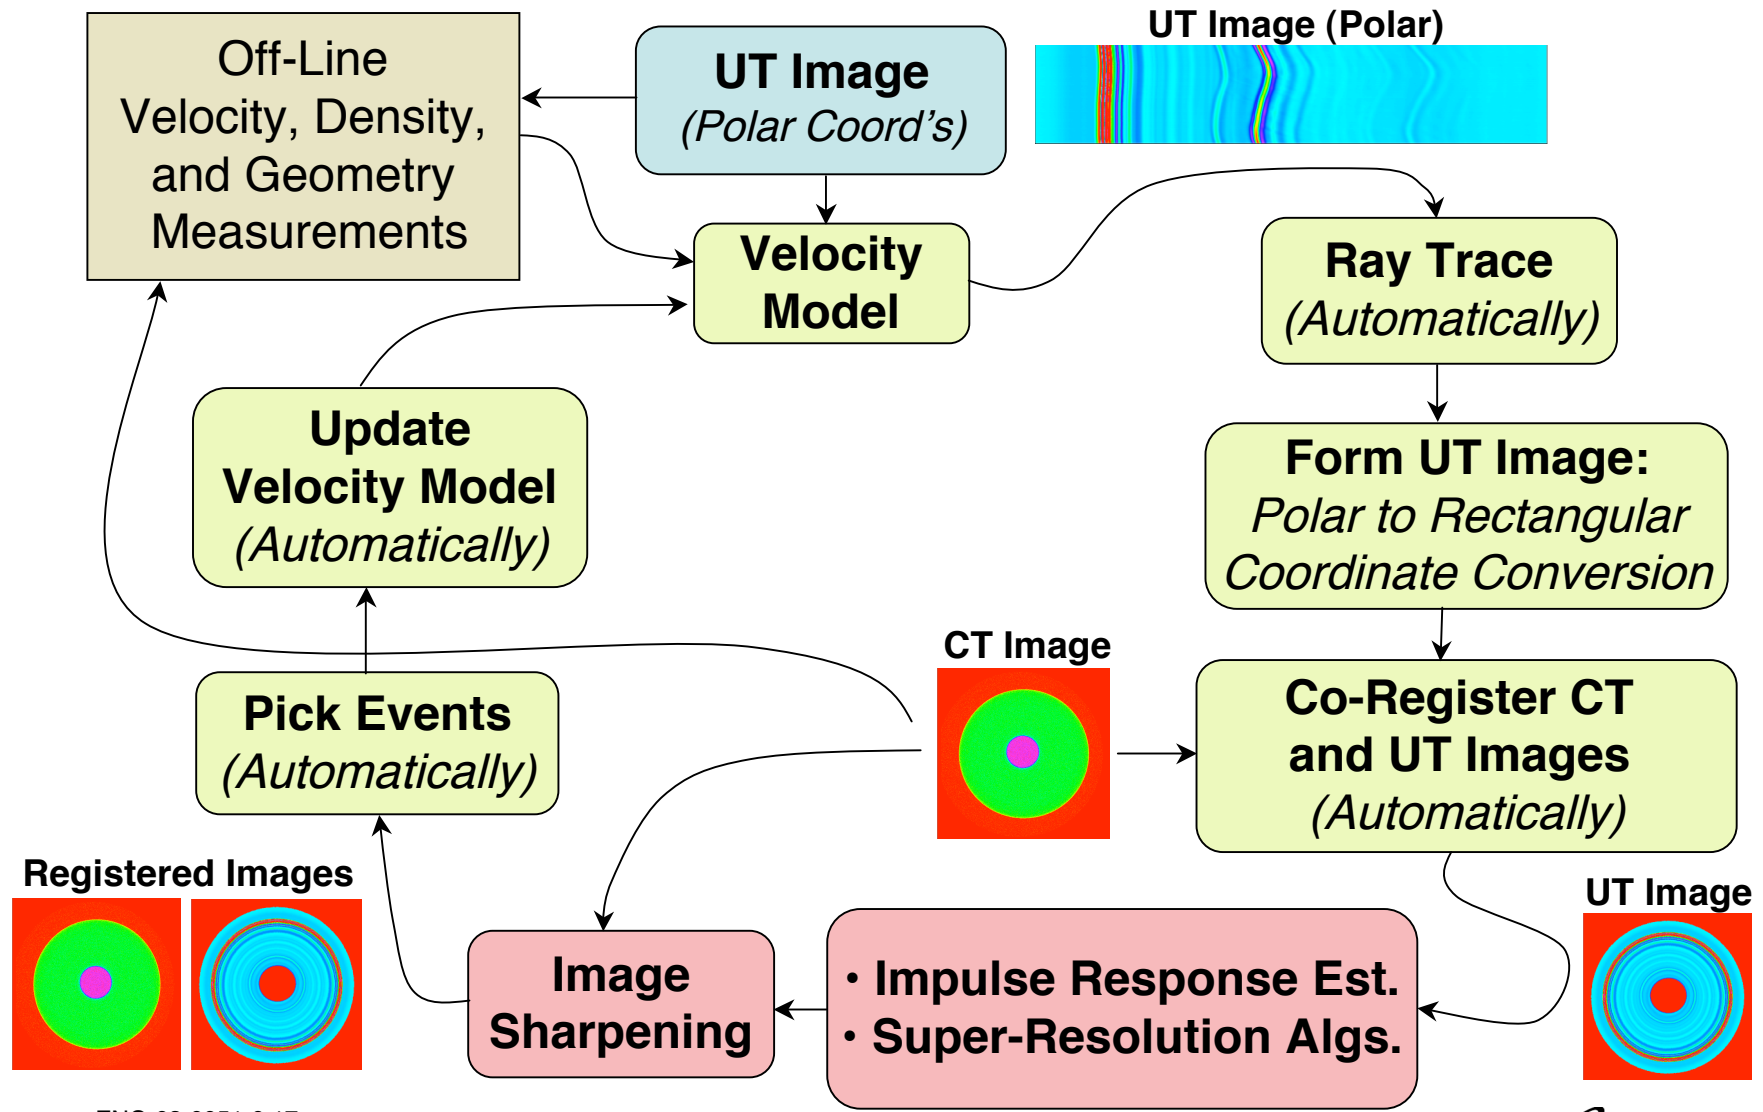 Off-Line
Velocity, Density,
and Geometry
Measurements
UT Image
(Polar Coord's)
UT Image (Polar)
Velocity
Model
Ray Trace
(Automatically)
Update
Velocity Model
(Automatically)
Form UT Image:
Polar to Rectangular
Coordinate Conversion
CT Image
Pick Events
(Automatically)
Co-Register CT
and UT Images
(Automatically)
Registered Images
UT Image
Image
Sharpening
• Impulse Response Est.
• Super-Resolution Algs.